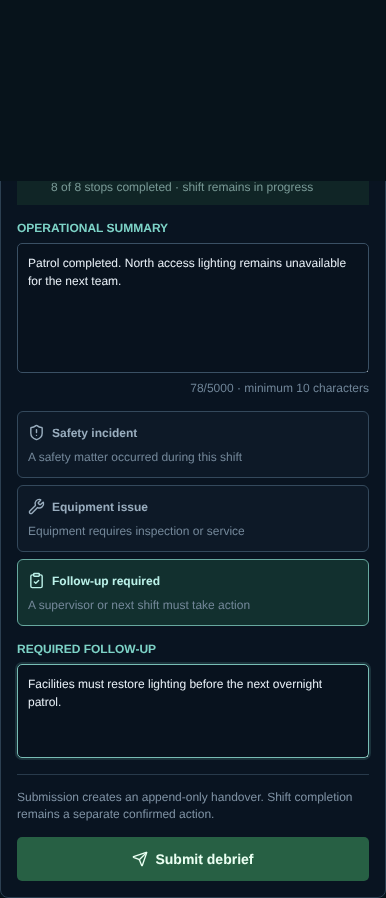 8 of 8 stops completed · shift remains in progress
OPERATIONAL SUMMARY
Patrol completed. North access lighting remains unavailable
for the next team.
78/5000 · minimum 10 characters
Safety incident
A safety matter occurred during this shift
Equipment issue
Equipment requires inspection or service
Follow-up required
A supervisor or next shift must take action
REQUIRED FOLLOW-UP
Facilities must restore lighting before the next overnight
patrol.
Submission creates an append-only handover. Shift completion
remains a separate confirmed action.
Submit debrief